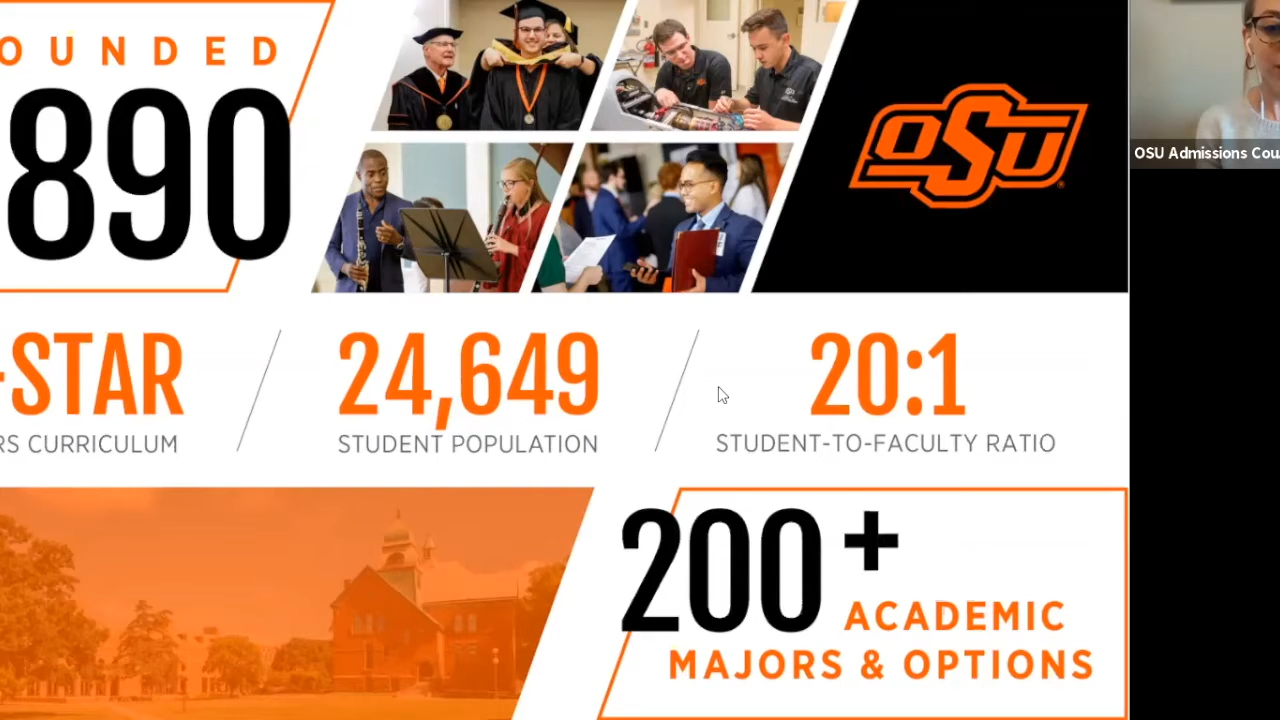 OUNDED
890
OSU
OSU Admissions Cou
-STAR
RS CURRICULUM
24,649
STUDENT POPULATION
20:1
STUDENT-TO-FACULTY RATIO
200+
ACADEMIC
MAJORS & OPTIONS